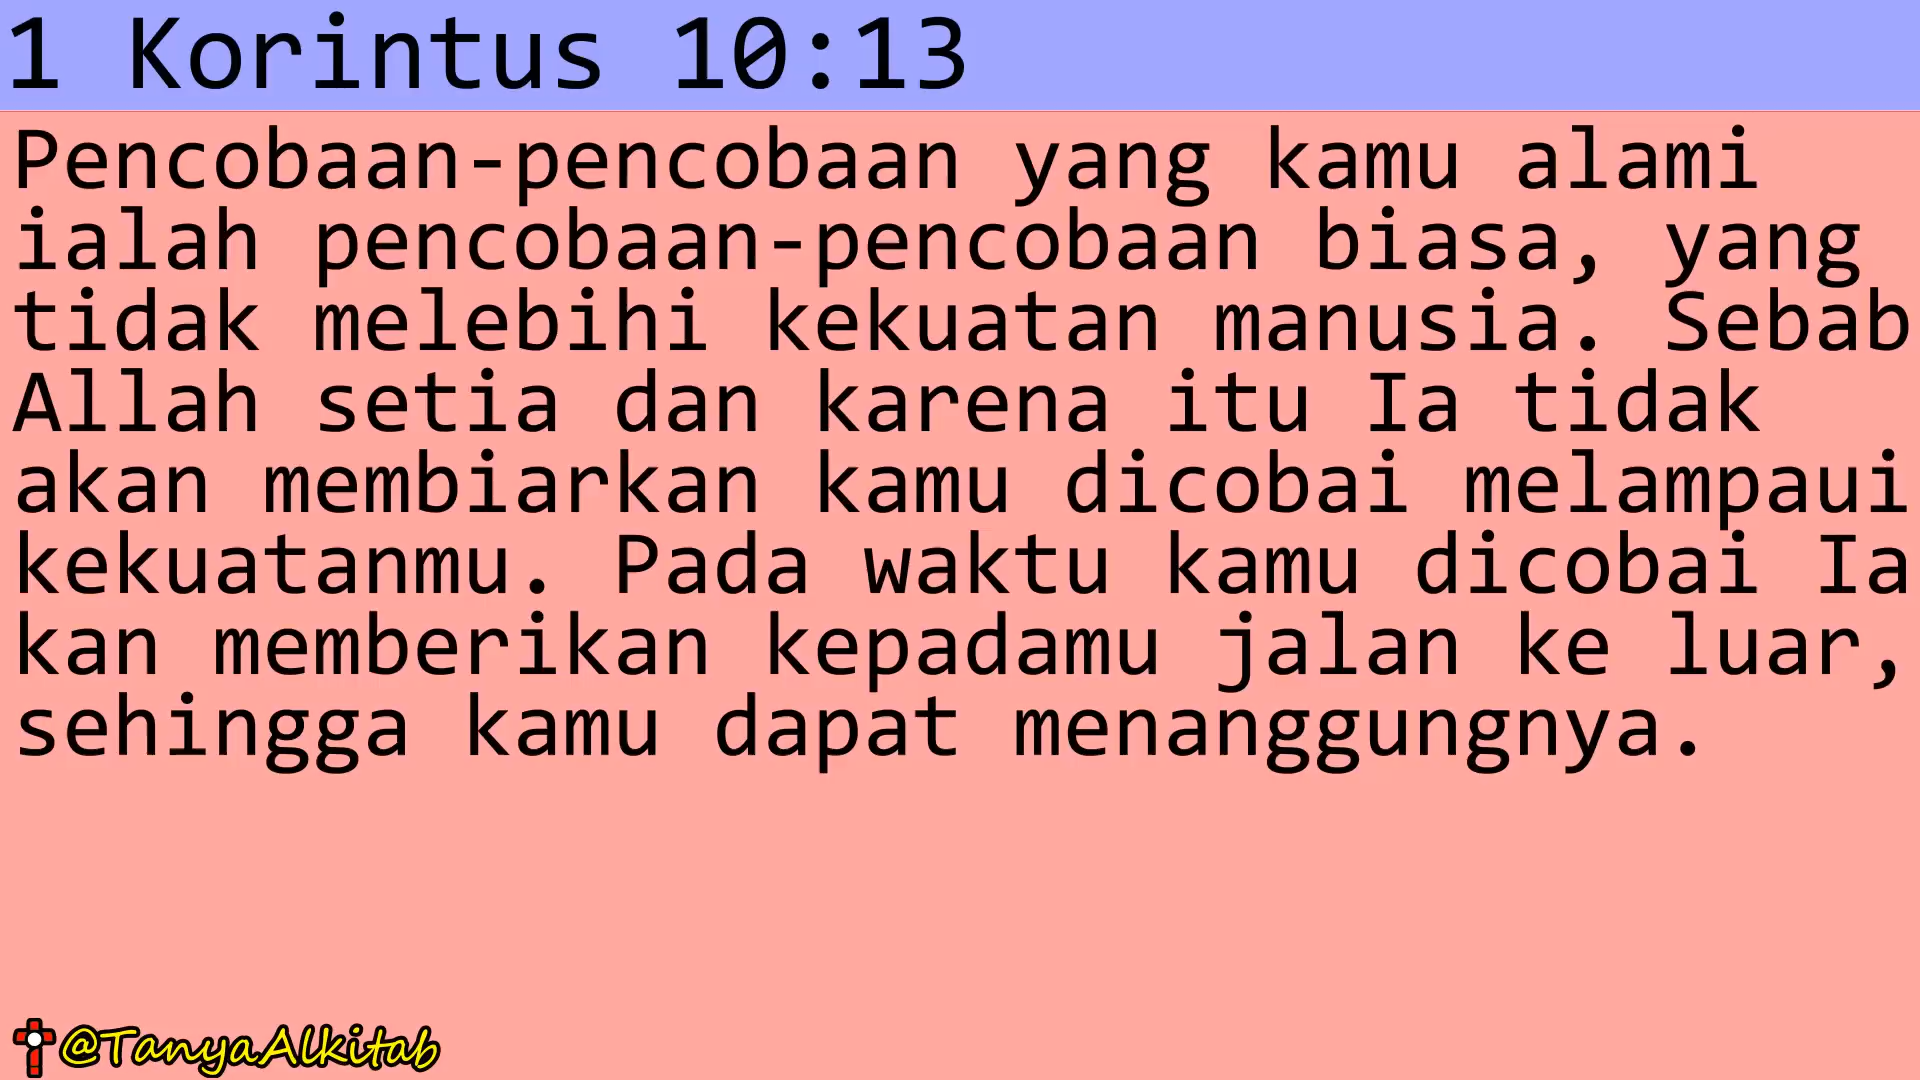 1 Korintus 10:13
Pencobaan-pencobaan yang kamu alami
ialah pencobaan-pencobaan biasa, yang
tidak melebihi kekuatan manusia. Sebab
Allah setia dan karena itu Ia tidak
akan membiarkan kamu dicobai melampaui
kekuatanmu. Pada waktu kamu dicobai Ia
kan memberikan kepadamu jalan ke luar,
sehingga kamu dapat menanggungnya.
@TanyaAlkitab